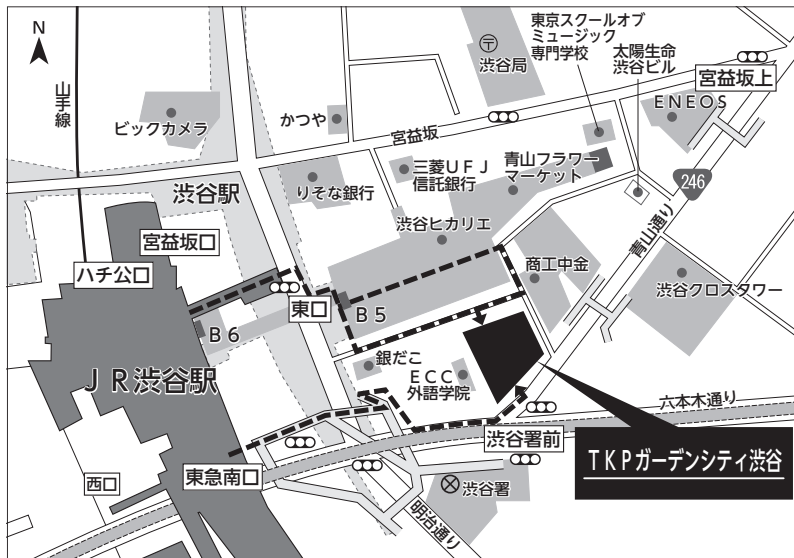 N
山手線
ビックカメラ
かつや
〒
渋谷局
東京スクールオブ
ミュージック
専門学校
太陽生命
渋谷ビル
宮益坂上
ENEOS
宮益坂
渋谷駅
りそな銀行
三菱UFJ
信託銀行
青山フラワー
マーケット
246
青山通り
宮益坂口
ハチ公口
渋谷ヒカリエ
商工中金
渋谷クロスタワー
東口
B5
B6
JR渋谷駅
銀だこ
ECC
外語学院
六本木通り
渋谷署前
TKPガーデンシティ渋谷
東急南口
西口
渋谷署
明治通り